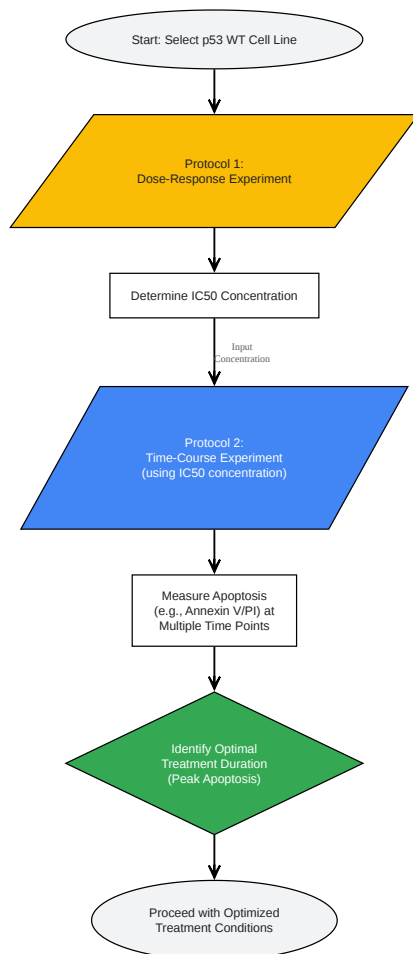 Start: Select p53 WT Cell Line
Protocol 1:
Dose-Response Experiment
Determine IC50 Concentration
Input
Concentration
Protocol 2:
Time-Course Experiment
(using IC50 concentration)
Measure Apoptosis
(e.g., Annexin V/PI) at
Multiple Time Points
Identify Optimal
Treatment Duration
(Peak Apoptosis)
Proceed with Optimized
Treatment Conditions